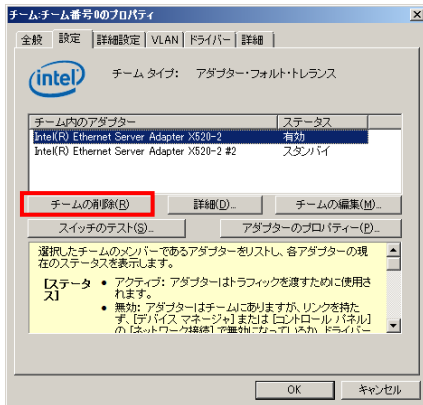 チーム:チーム番号0のプロパティ
全般 設定 詳細設定 VLAN ドライバー 詳細
intel
チーム タイプ: アダプター・フォルト・トレランス
チーム内のアダプター ステータス
Intel(R) Ethernet Server Adapter X520-2 有効
Intel(R) Ethernet Server Adapter X520-2 #2 スタンバイ
チームの削除(R) 詳細(D)... チームの編集(M)...
スイッチのテスト(S)... アダプターのプロパティー(P)...
選択したチームのメンバーであるアダプターをリストし、各アダプターの現
在のステータスを表示します。
[ステータ ● アクティブ: アダプターはトラフィックを渡すために使用さ
ス] れます。
● 無効: アダプターはチームにありますが、リンクを持た
ず、[デバイス マネージャ] または [コントロール パネル]
の [ネットワーク接続] で無効になっているか、ドライバー
OK キャンセル